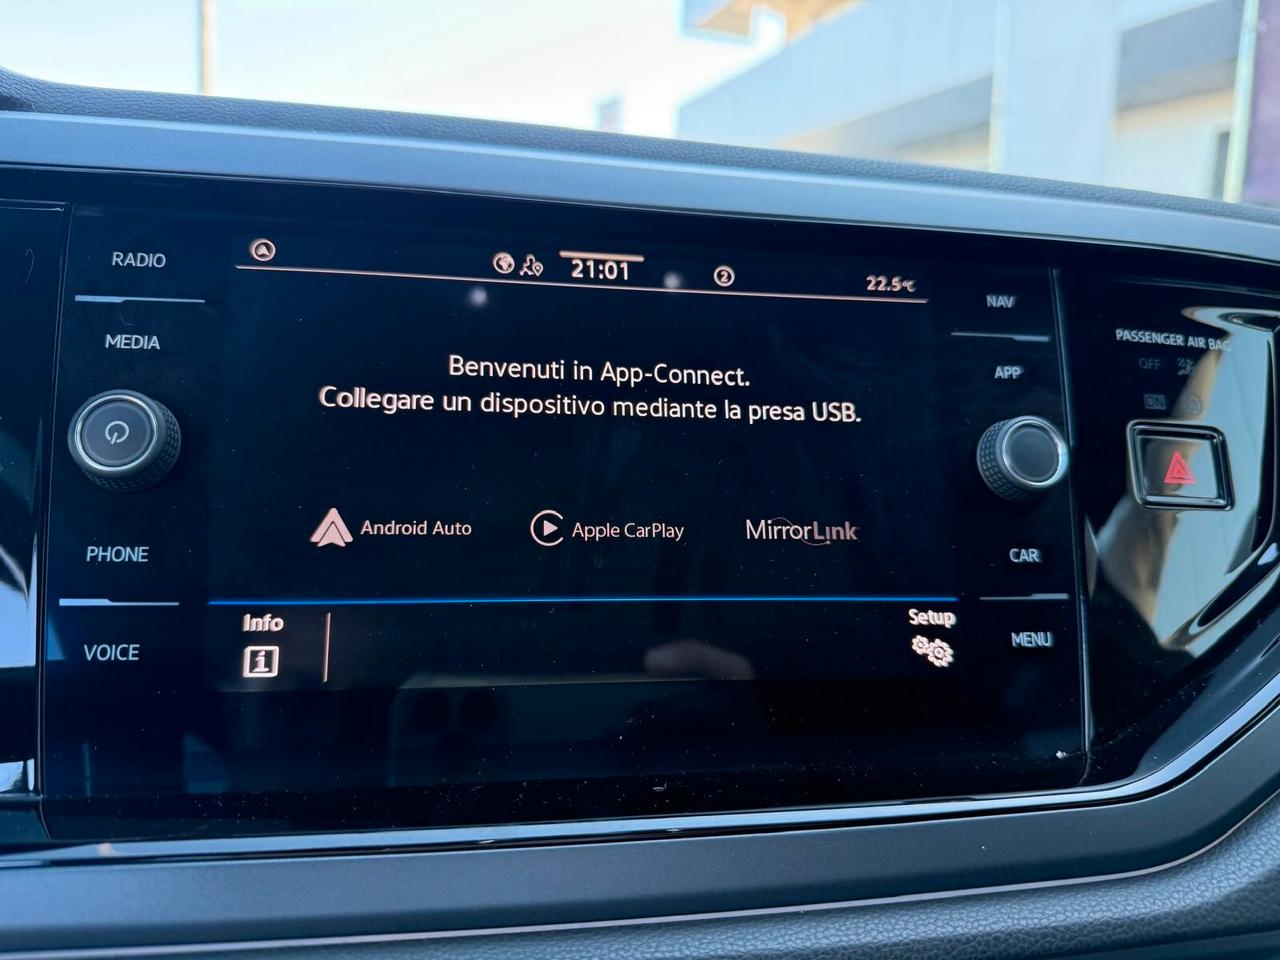 RADIO
MEDIA
PHONE
VOICE
21:01
2
22.5°C
Benvenuti in App-Connect.
Collegare un dispositivo mediante la presa USB.
Android Auto
Apple CarPlay
MirrorLink
Info
i
Setup
NAV
APP
CAR
MENU
PASSENGER AIR BAG
OFF
ON